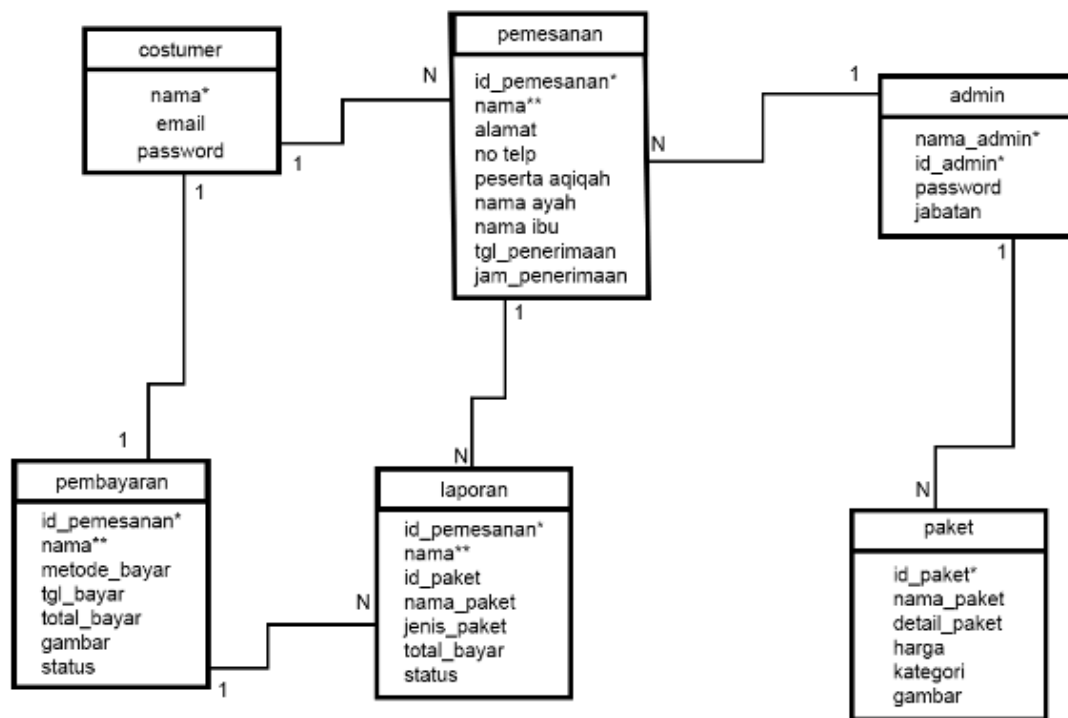 costumer
nama*
email
password
1
1
N
pemesanan
id_pemesanan*
nama**
alamat
no telp
peserta aqiqah
nama ayah
nama ibu
tgl_penerimaan
jam_penerimaan
N
1
1
admin
nama_admin*
id_admin*
password
jabatan
1
1
pembayaran
id_pemesanan*
nama**
metode_bayar
tgl_bayar
total_bayar
gambar
status
1
N
N
laporan
id_pemesanan*
nama**
id_paket
nama_paket
jenis_paket
total_bayar
status
N
paket
id_paket*
nama_paket
detail_paket
harga
kategori
gambar